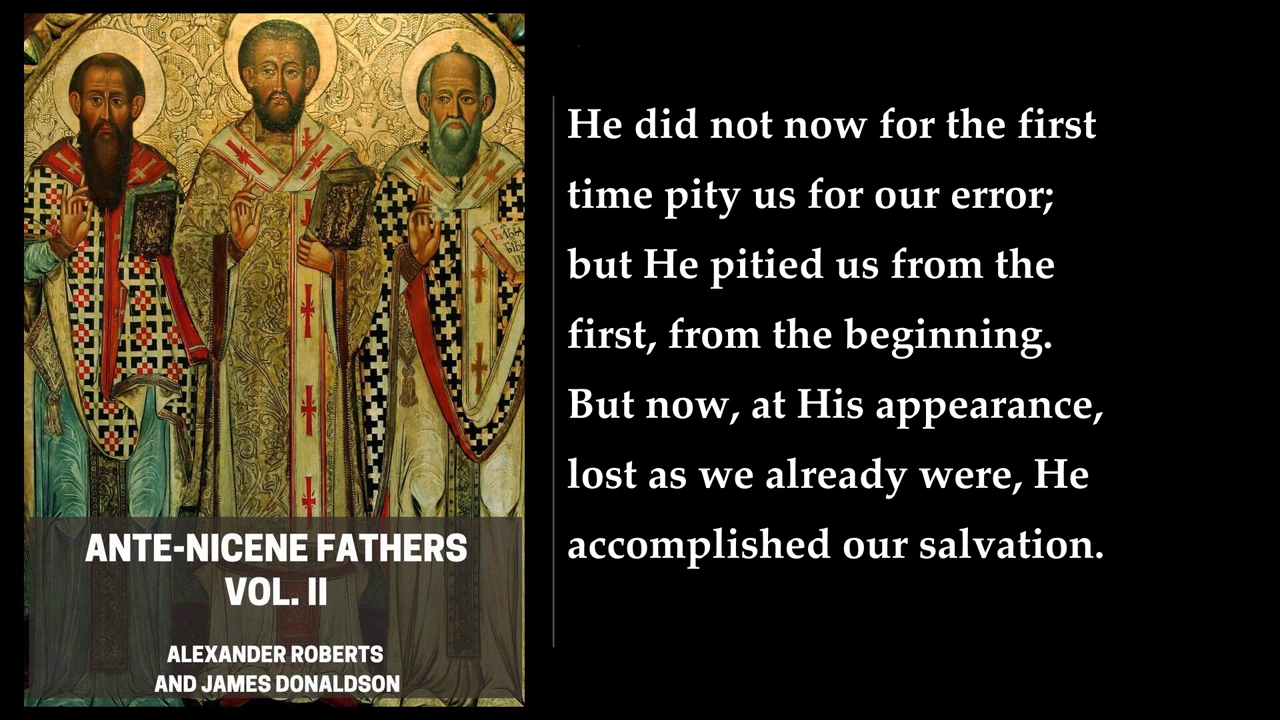 He did not now for the first
time pity us for our error;
but He pitied us from the
first, from the beginning.
But now, at His appearance,
lost as we already were, He
accomplished our salvation.
ANTE-NICENE FATHERS
VOL. II
ALEXANDER ROBERTS
AND JAMES DONALDSON